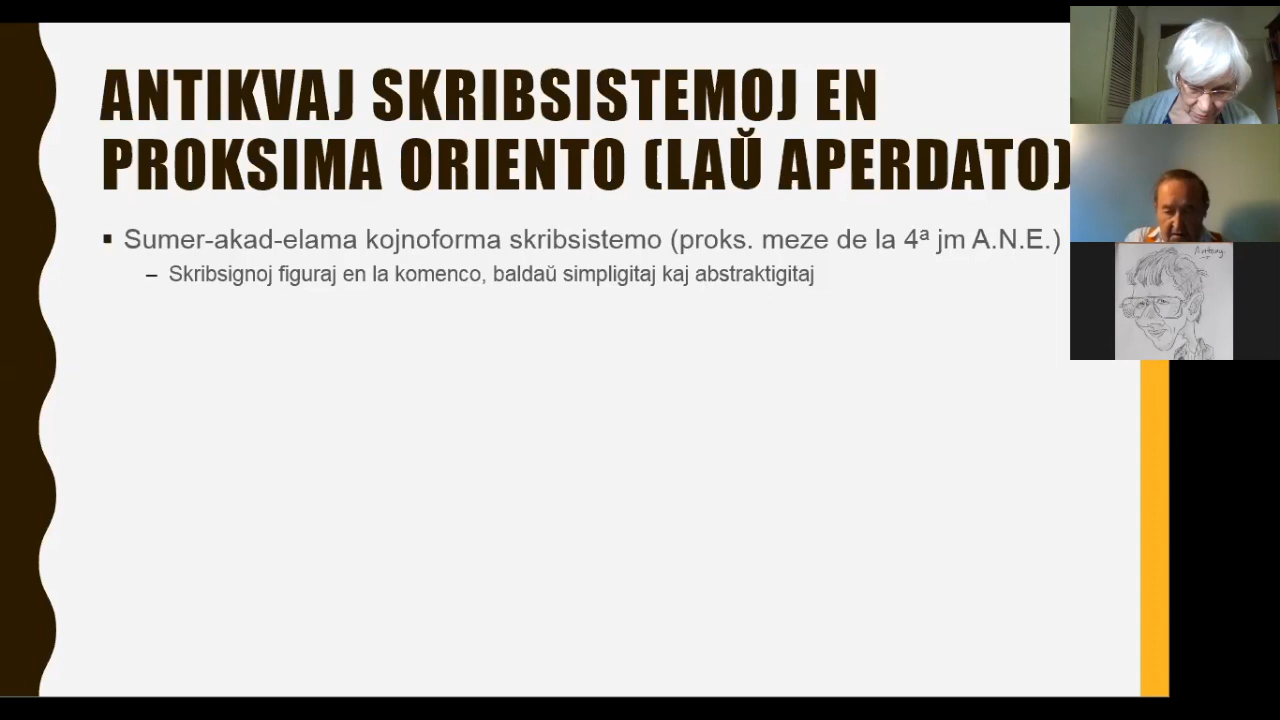 ANTIKVAJ SKRIBSISTEMOJ EN
PROKSIMA ORIENTO (LAŬ APERDATO)
▪ Sumer-akad-elama kojnoforma skribsistemo (proks. meze de la 4ª jm A.N.E.)
– Skribsignoj figuraj en la komenco, baldaŭ simpligitaj kaj abstraktigitaj
Antony